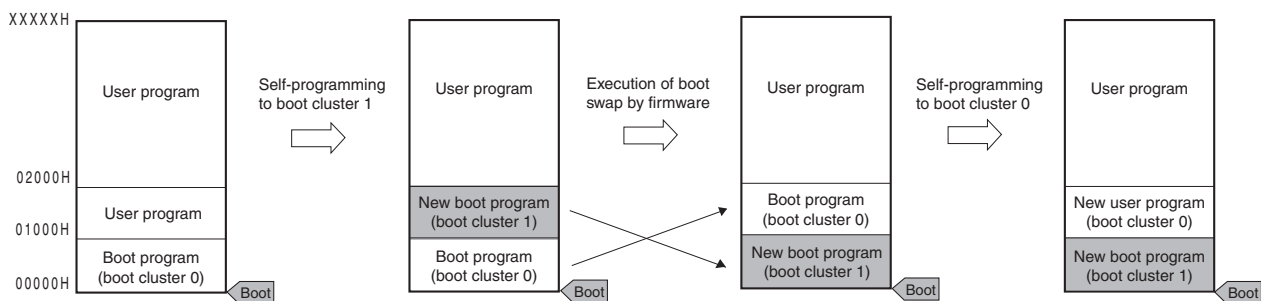 XXXXXH
User program
02000H
User program
01000H
Boot program
(boot cluster 0)
00000H
Boot
Self-programming
to boot cluster 1
User program
New boot program
(boot cluster 1)
Boot program
(boot cluster 0)
Boot
Execution of boot
swap by firmware
User program
Boot program
(boot cluster 0)
New boot program
(boot cluster 1)
Boot
Self-programming
to boot cluster 0
User program
New user program
(boot cluster 0)
New boot program
(boot cluster 1)
Boot